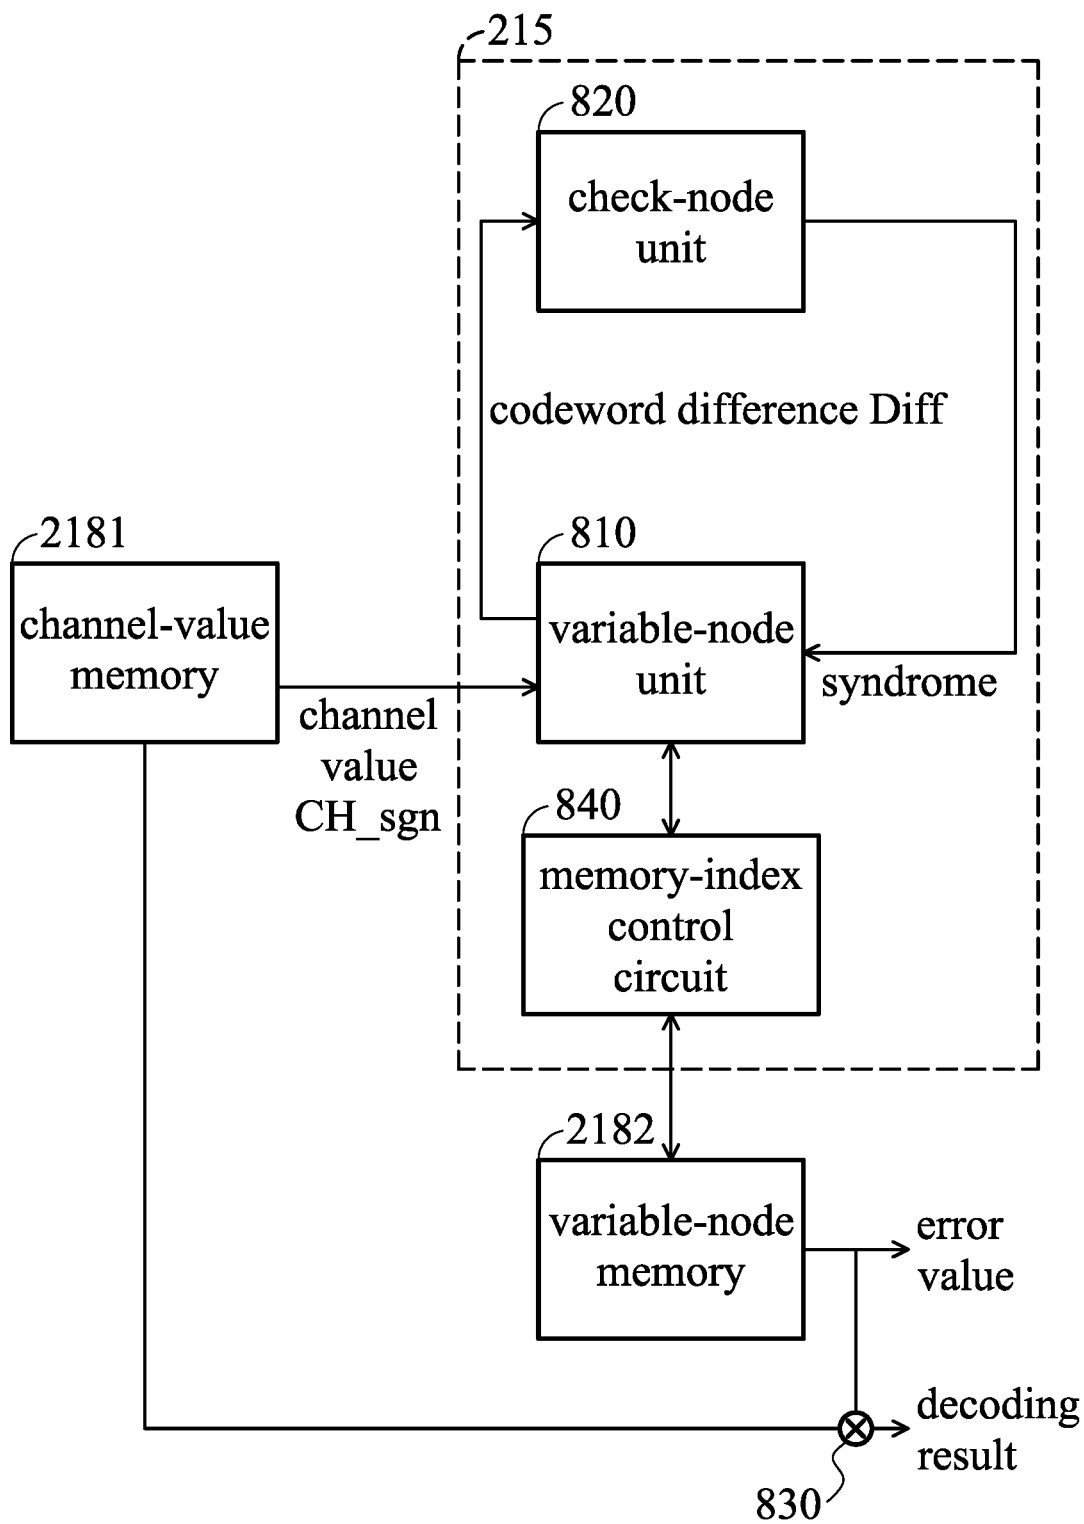 215
820
check-node
unit
codeword difference Diff
2181
channel-value
memory
810
variable-node
unit
syndrome
channel
value
CH_sgn
840
memory-index
control
circuit
2182
variable-node
memory
error
value
decoding
result
830